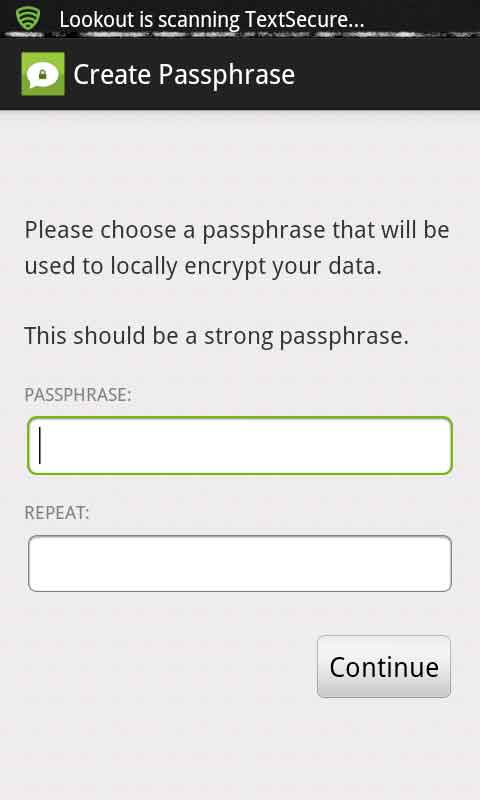 Lookout is scanning TextSecure...
Create Passphrase
Please choose a passphrase that will be
used to locally encrypt your data.
This should be a strong passphrase.
PASSPHRASE:
REPEAT:
Continue